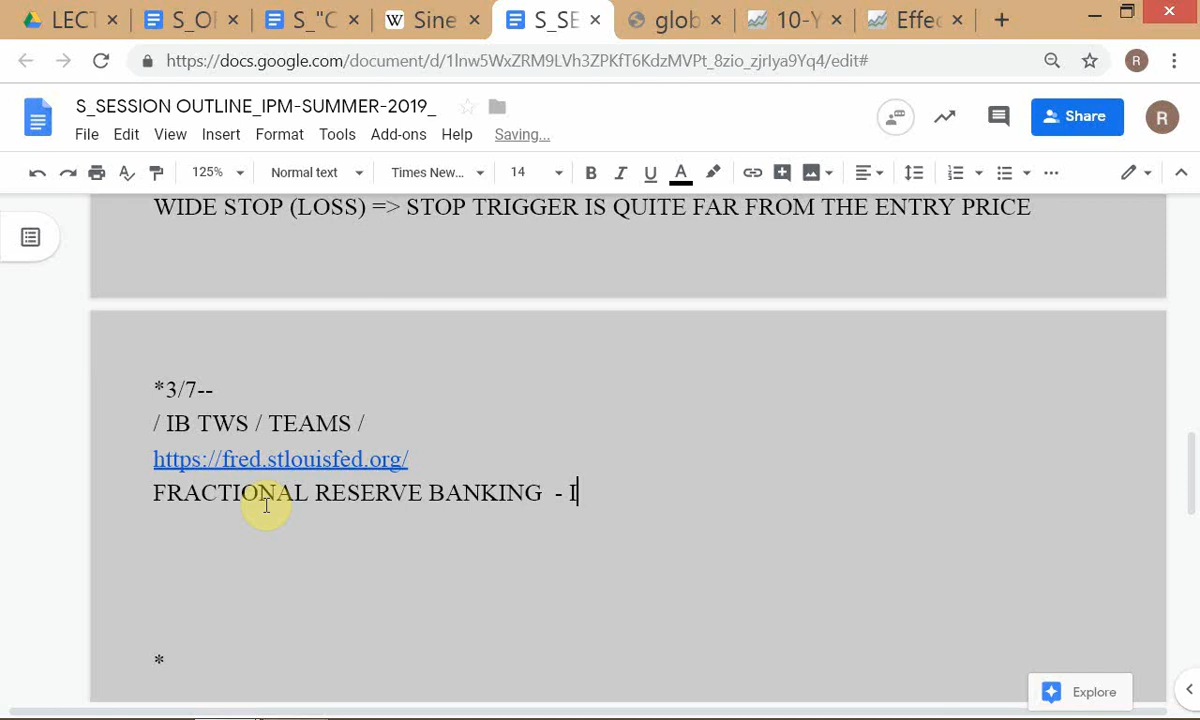 LECT
S_O
S_"C
W Sine
S_SE
glob
10-Y
Effec
https://docs.google.com/document/d/1lnw5WxZRM9LVh3ZPKfT6KdzMVPt_8zio_zjrIya9Yq4/edit#
R
S_SESSION OUTLINE_IPM-SUMMER-2019_
File Edit View Insert Format Tools Add-ons Help Saving...
Share
R
125% Normal text Times New... 14 B I U A
WIDE STOP (LOSS) => STOP TRIGGER IS QUITE FAR FROM THE ENTRY PRICE
*3/7--
/ IB TWS / TEAMS /
https://fred.stlouisfed.org/
FRACTIONAL RESERVE BANKING - I
*
Explore